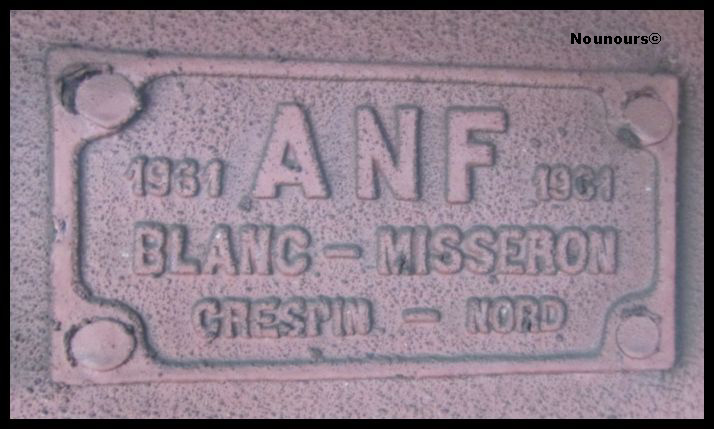 Nounours©
1961 ANF 1961
BLANC - MISSERON
CRESPIN - NORD